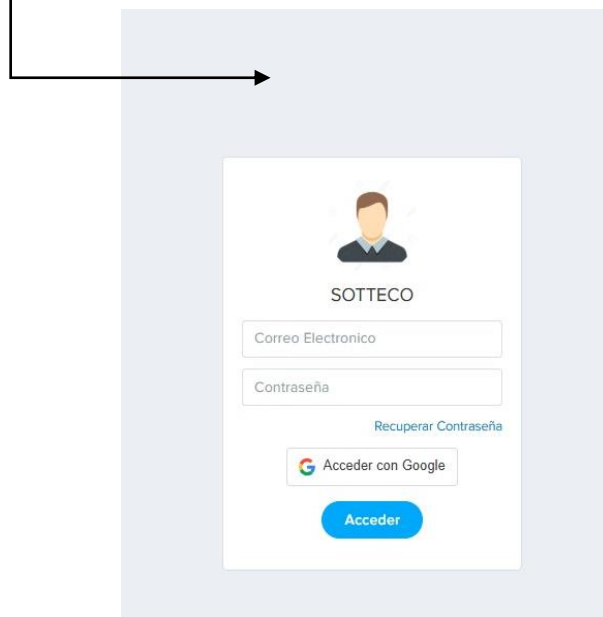 SOTTECO
Correo Electronico
Contraseña
Recuperar Contraseña
Acceder con Google
Acceder